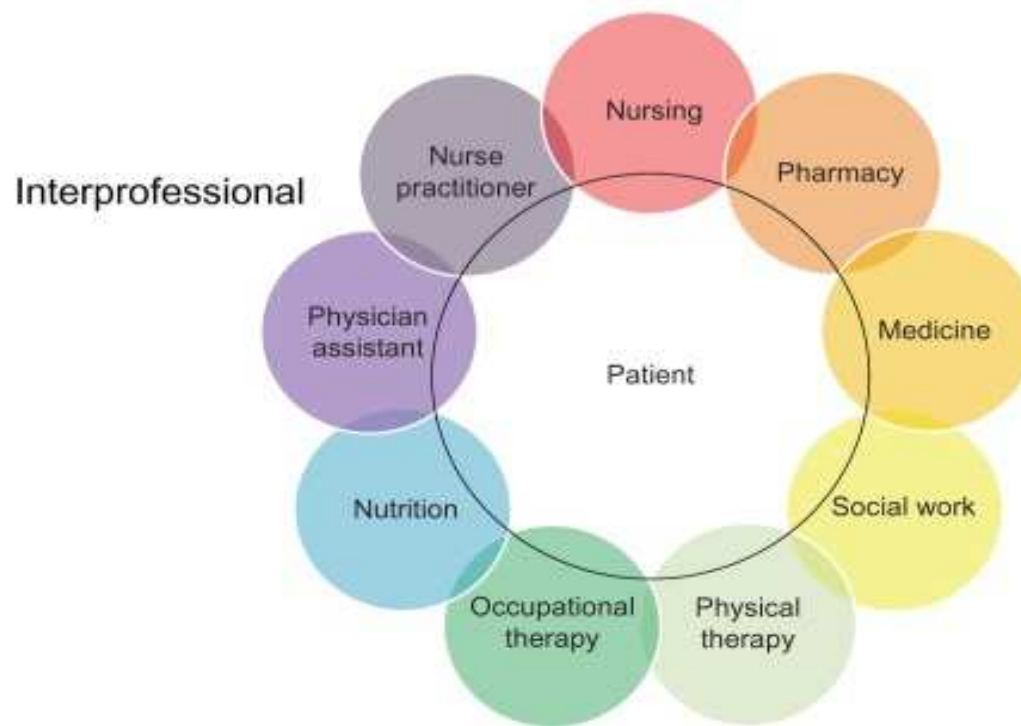 Interprofessional
Nursing
Pharmacy
Medicine
Social work
Physical
therapy
Occupational
therapy
Nutrition
Physician
assistant
Nurse
practitioner
Patient